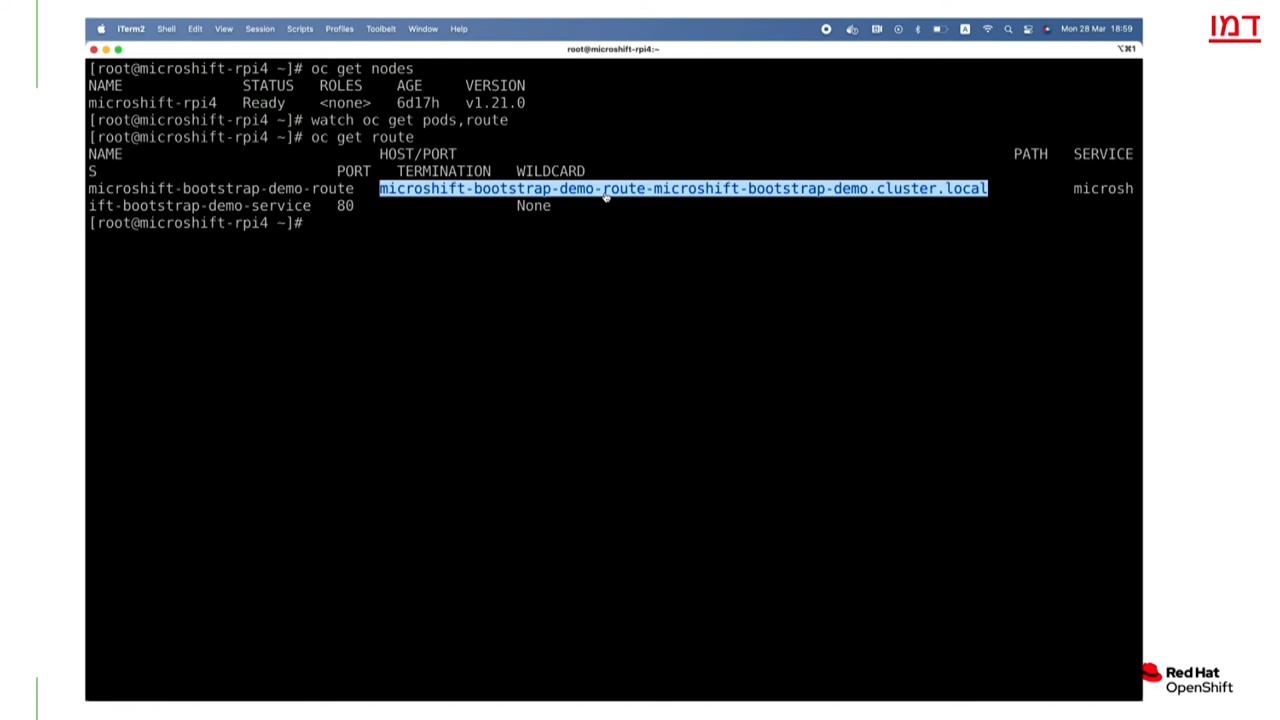 דמו
iTerm2 Shell Edit View Session Scripts Profiles Toolbelt Window Help A Mon 28 Mar 18:59
root@microshift-rpi4:~ ⌥⌘1
[root@microshift-rpi4 ~]# oc get nodes
NAME STATUS ROLES AGE VERSION
microshift-rpi4 Ready <none> 6d17h v1.21.0
[root@microshift-rpi4 ~]# watch oc get pods,route
[root@microshift-rpi4 ~]# oc get route
NAME HOST/PORT PATH SERVICE
S PORT TERMINATION WILDCARD
microshift-bootstrap-demo-route microshift-bootstrap-demo-route-microshift-bootstrap-demo.cluster.local microsh
ift-bootstrap-demo-service 80 None
[root@microshift-rpi4 ~]#
Red Hat
OpenShift